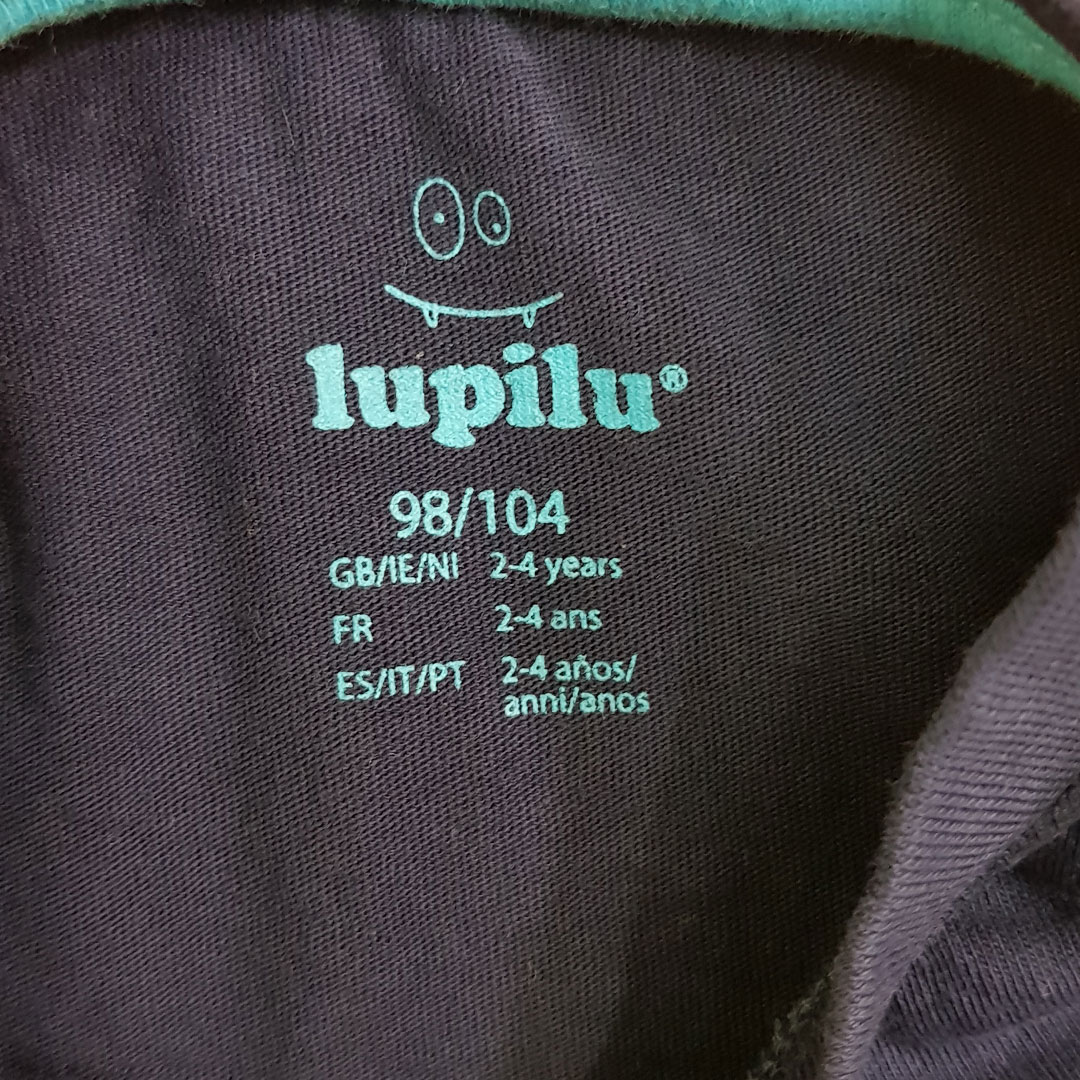 lupilu®
98/104
GB/IE/NI 2-4 years
FR 2-4 ans
ES/IT/PT 2-4 años/
anni/anos